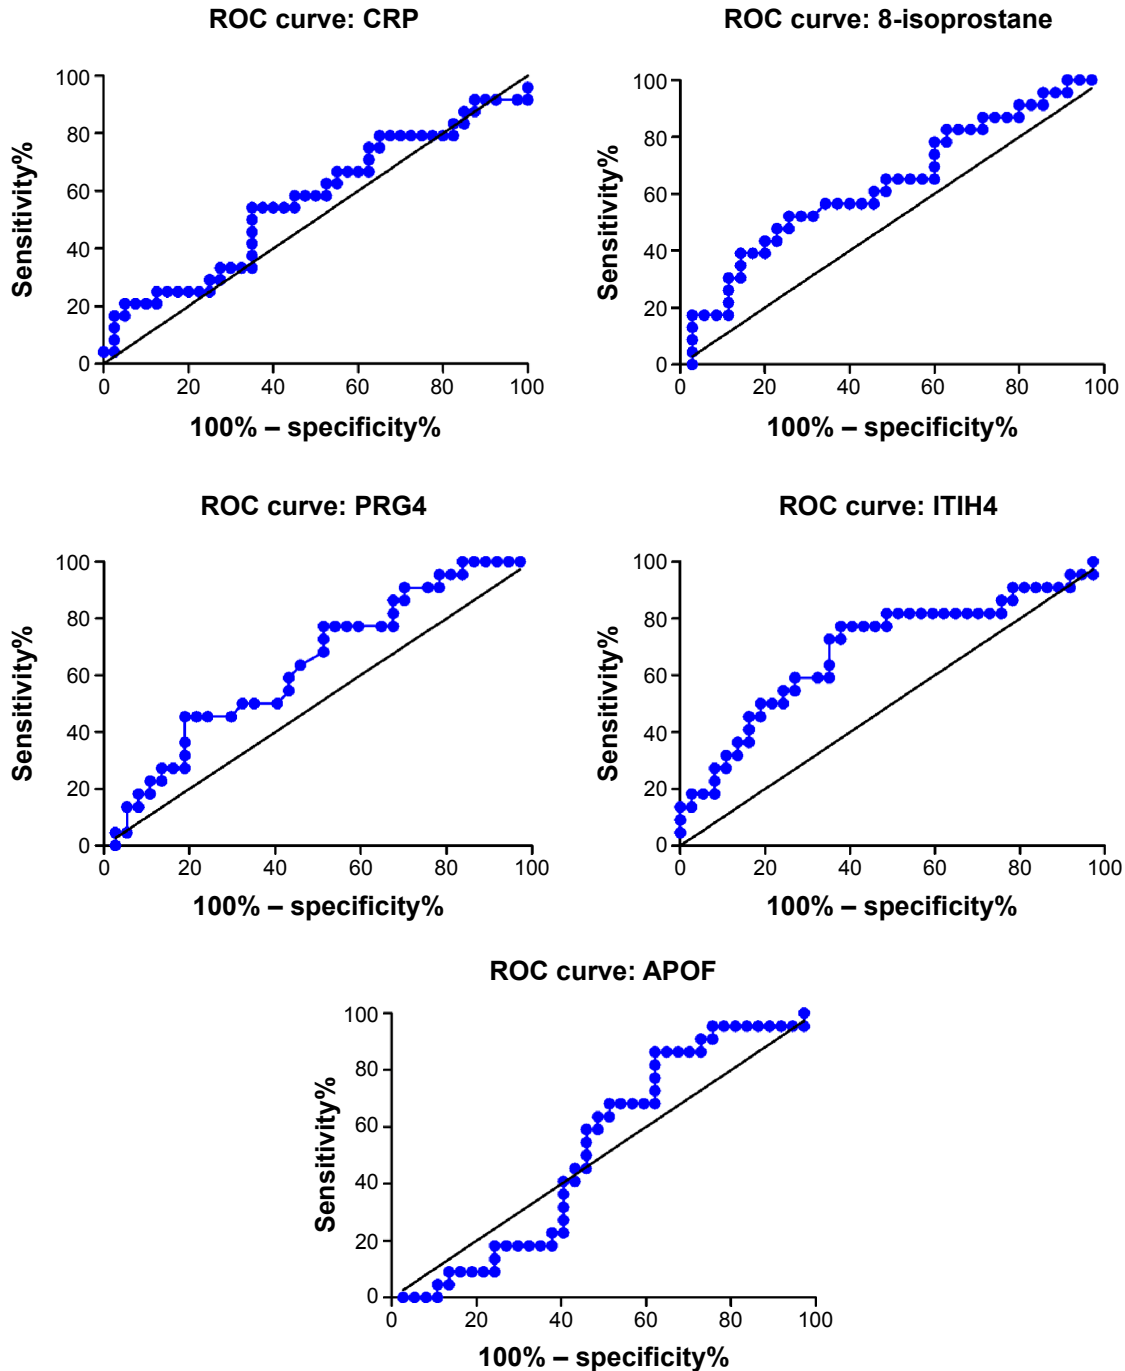 ROC curve: CRP
Sensitivity%
100
80
60
40
20
0
0 20 40 60 80 100
100% – specificity%
ROC curve: 8-isoprostane
Sensitivity%
100
80
60
40
20
0
0 20 40 60 80 100
100% – specificity%
ROC curve: PRG4
Sensitivity%
100
80
60
40
20
0
0 20 40 60 80 100
100% – specificity%
ROC curve: ITIH4
Sensitivity%
100
80
60
40
20
0
0 20 40 60 80 100
100% – specificity%
ROC curve: APOF
Sensitivity%
100
80
60
40
20
0
0 20 40 60 80 100
100% – specificity%